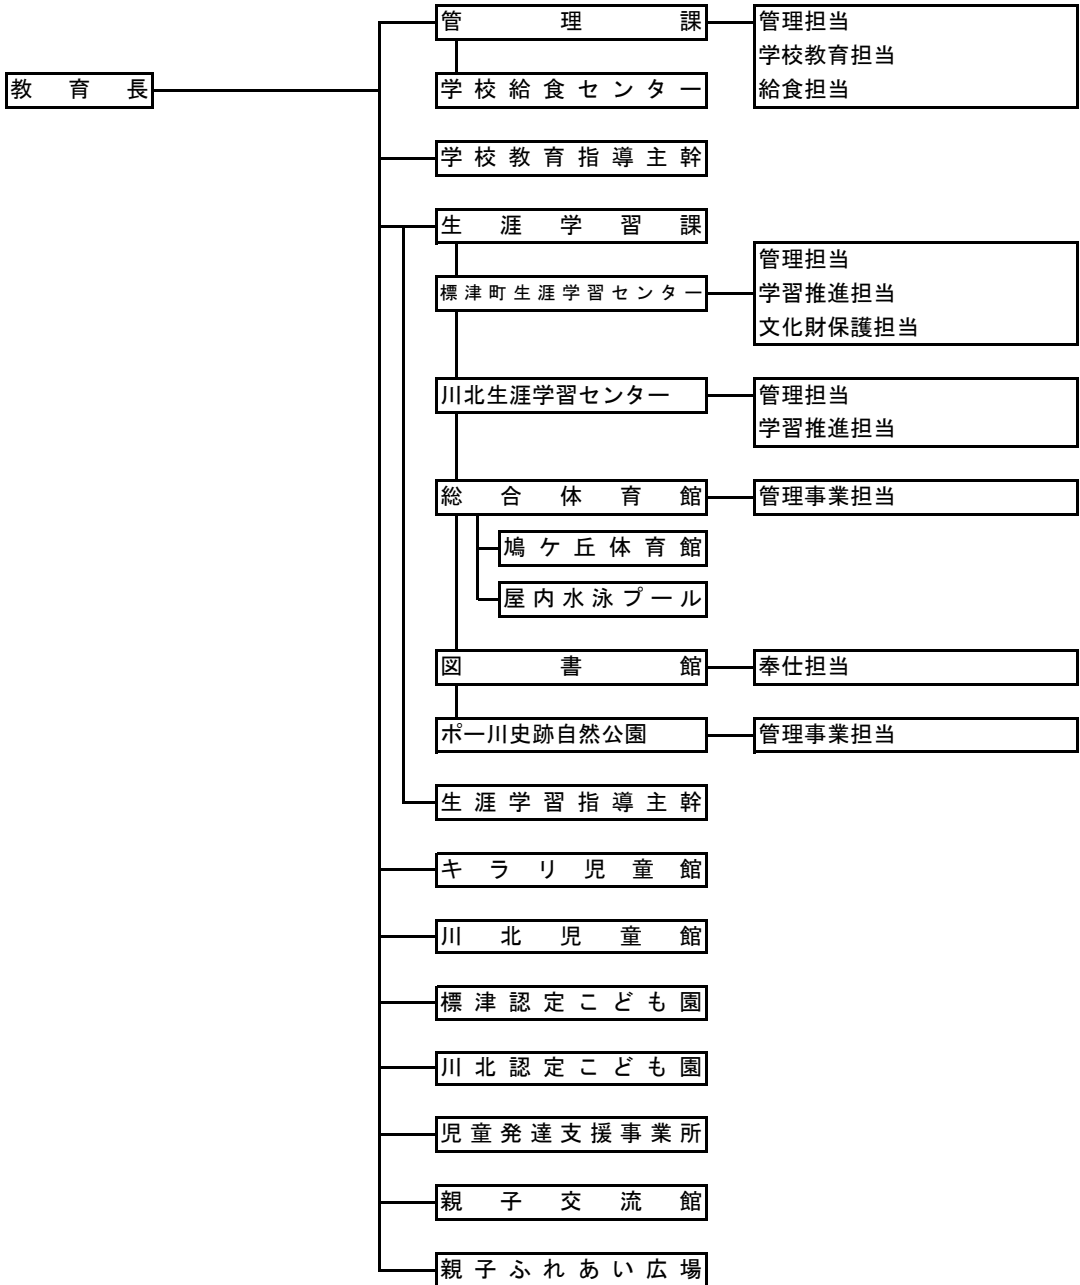 管理課
管理担当
学校教育担当
給食担当
教育長
学校給食センター
学校教育指導主幹
生涯学習課
管理担当
標津町生涯学習センター
学習推進担当
文化財保護担当
川北生涯学習センター
管理担当
学習推進担当
総合体育館
管理事業担当
鳩ケ丘体育館
屋内水泳プール
図書館
奉仕担当
ポー川史跡自然公園
管理事業担当
生涯学習指導主幹
キラリ児童館
川北児童館
標津認定こども園
川北認定こども園
児童発達支援事業所
親子交流館
親子ふれあい広場